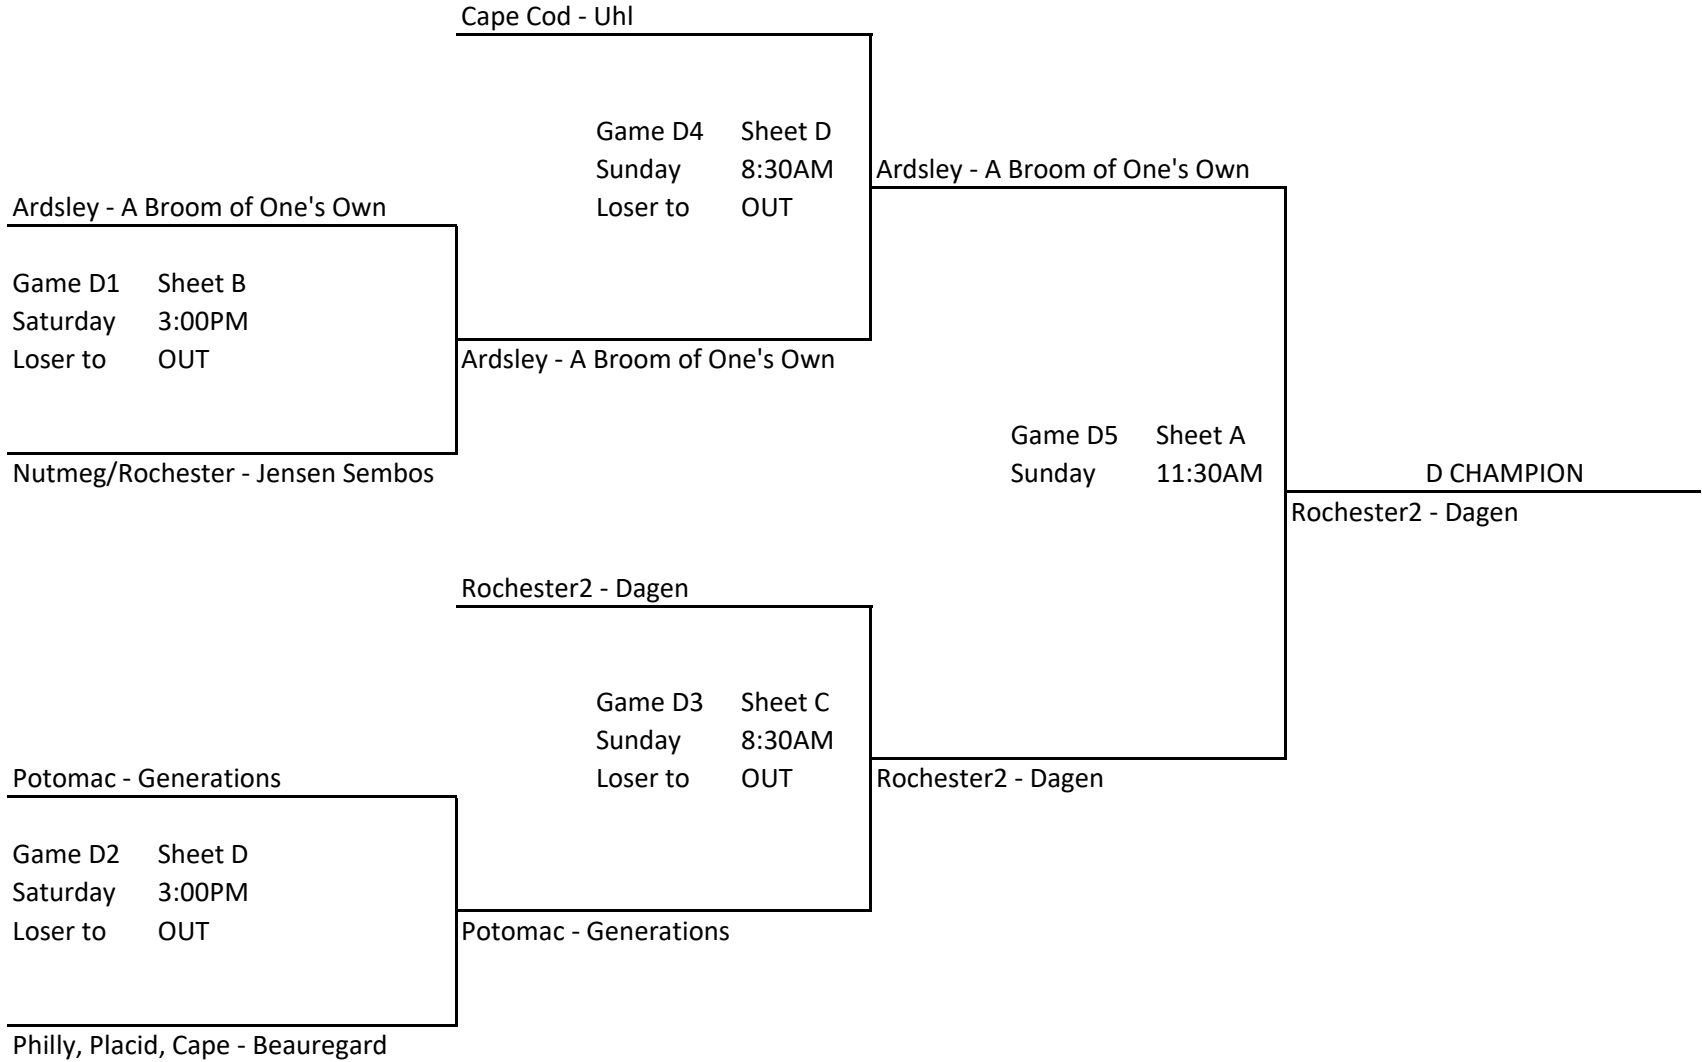 Cape Cod - Uhl
Game D4 Sheet D
Sunday 8:30AM
Loser to OUT
Ardsley - A Broom of One's Own
Ardsley - A Broom of One's Own
Game D1 Sheet B
Saturday 3:00PM
Loser to OUT
Ardsley - A Broom of One's Own
Nutmeg/Rochester - Jensen Sembos
Game D5 Sheet A
Sunday 11:30AM
D CHAMPION
Rochester2 - Dagen
Rochester2 - Dagen
Game D3 Sheet C
Sunday 8:30AM
Loser to OUT
Rochester2 - Dagen
Potomac - Generations
Game D2 Sheet D
Saturday 3:00PM
Loser to OUT
Potomac - Generations
Philly, Placid, Cape - Beauregard